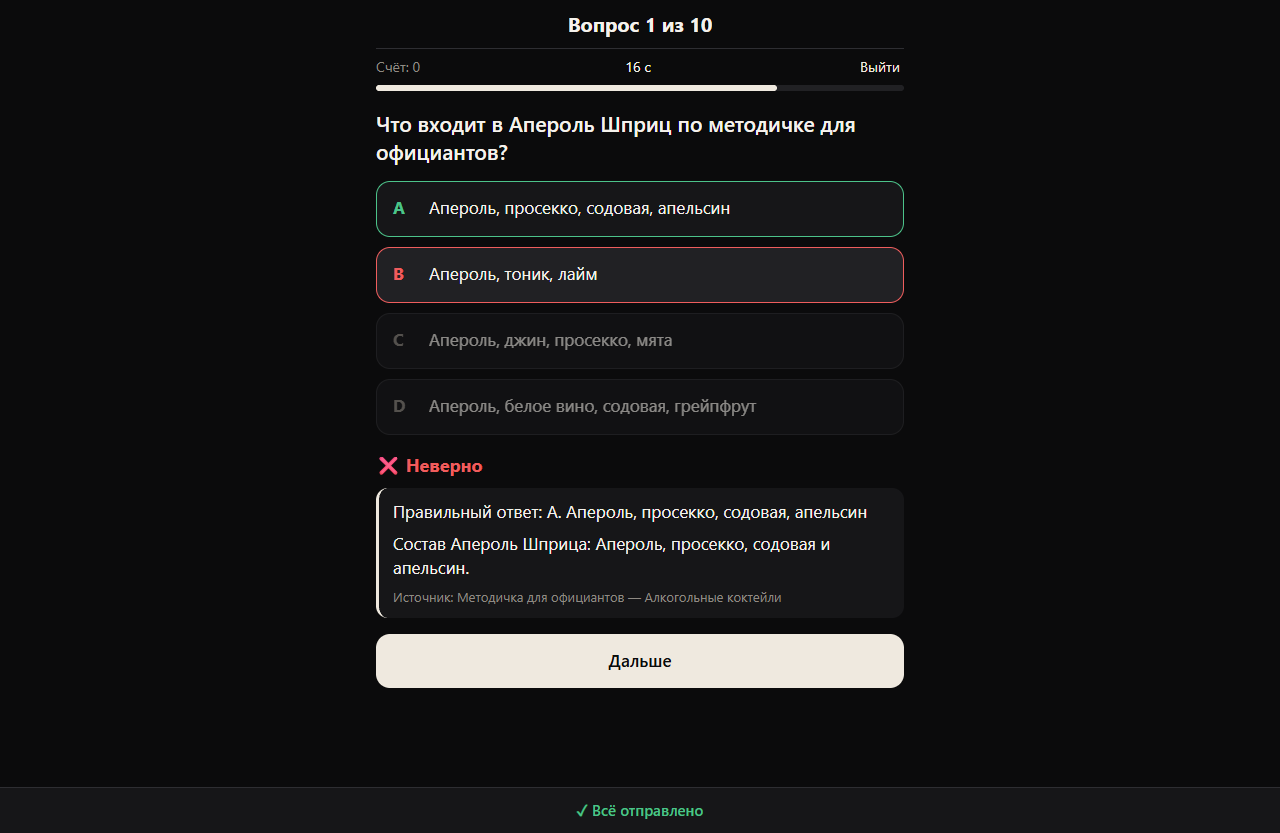 Вопрос 1 из 10
Счёт: 0
16 с
Выйти
Что входит в Апероль Шприц по методичке для
официантов?
A Апероль, просекко, содовая, апельсин
B Апероль, тоник, лайм
C Апероль, джин, просекко, мята
D Апероль, белое вино, содовая, грейпфрут
❌ Неверно
Правильный ответ: A. Апероль, просекко, содовая, апельсин
Состав Апероль Шприца: Апероль, просекко, содовая и
апельсин.
Источник: Методичка для официантов — Алкогольные коктейли
Дальше
✓ Всё отправлено